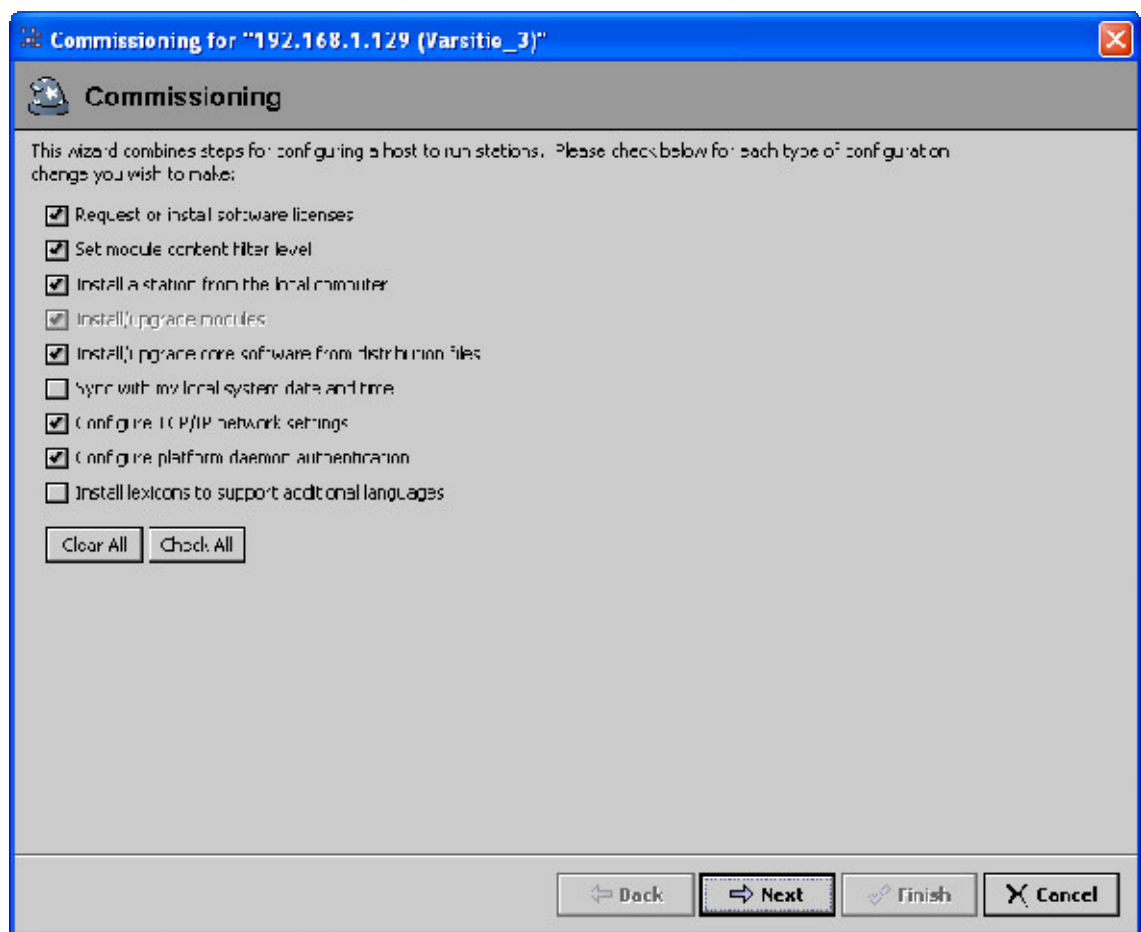 Commissioning for "192.168.1.129 (Varsitie_3)"
Commissioning
This wizard combines steps for configuring a host to run stations. Please check below for each type of configuration
change you wish to make:
Request or install software licenses
Set module content filter level
Install a station from the local computer
Install/upgrade modules
Install/upgrade core software from distribution files
Sync with my local system date and time
Configure TCP/IP network settings
Configure platform daemon authentication
Install lexicons to support additional languages
Clear All Check All
Back Next Finish Cancel